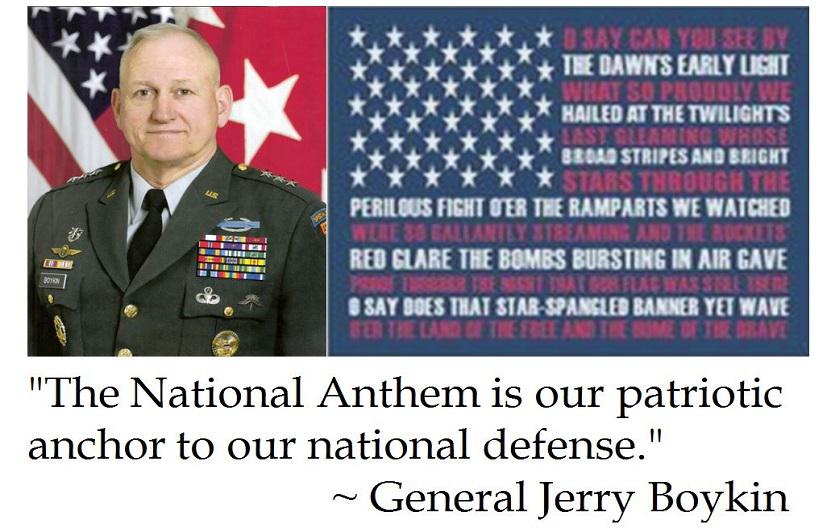 O SAY CAN YOU SEE BY
THE DAWN'S EARLY LIGHT
WHAT SO PROUDLY WE
HAILED AT THE TWILIGHT'S
LAST GLEAMING WHOSE
BROAD STRIPES AND BRIGHT
STARS THROUGH THE
PERILOUS FIGHT O'ER THE RAMPARTS WE WATCHED
WERE SO GALLANTLY STREAMING AND THE ROCKETS'
RED GLARE THE BOMBS BURSTING IN AIR GAVE
PROOF THROUGH THE NIGHT THAT OUR FLAG WAS STILL THERE
O SAY DOES THAT STAR-SPANGLED BANNER YET WAVE
O'ER THE LAND OF THE FREE AND THE HOME OF THE BRAVE
U.S.
BOYKIN
"The National Anthem is our patriotic
anchor to our national defense."
~ General Jerry Boykin